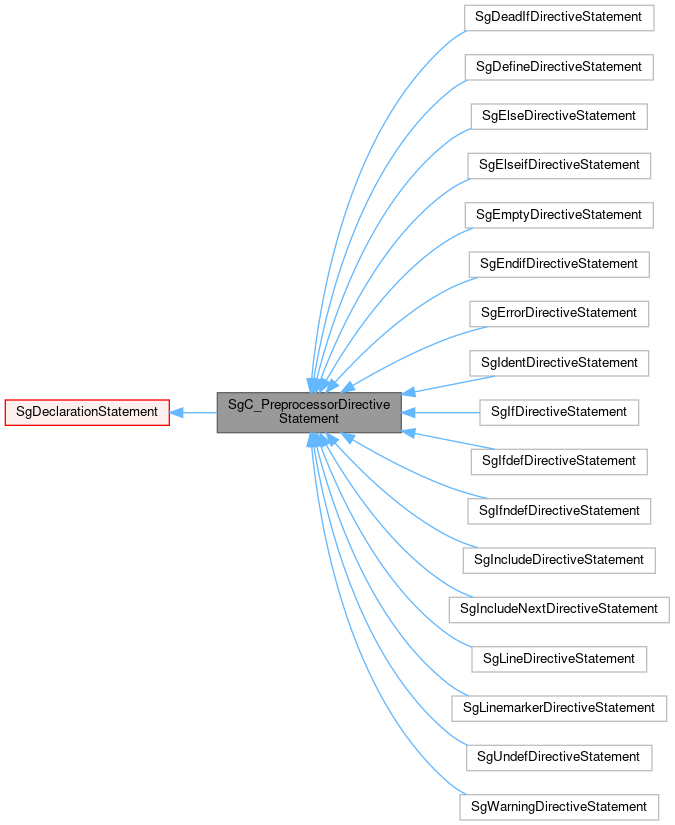 SgDeadIfDirectiveStatement
SgDefineDirectiveStatement
SgElseDirectiveStatement
SgElseifDirectiveStatement
SgEmptyDirectiveStatement
SgEndifDirectiveStatement
SgErrorDirectiveStatement
SgIdentDirectiveStatement
SgDeclarationStatement
SgC_PreprocessorDirective
Statement
SgIfDirectiveStatement
SgIfdefDirectiveStatement
SgIfndefDirectiveStatement
SgIncludeDirectiveStatement
SgIncludeNextDirectiveStatement
SgLineDirectiveStatement
SgLinemarkerDirectiveStatement
SgUndefDirectiveStatement
SgWarningDirectiveStatement